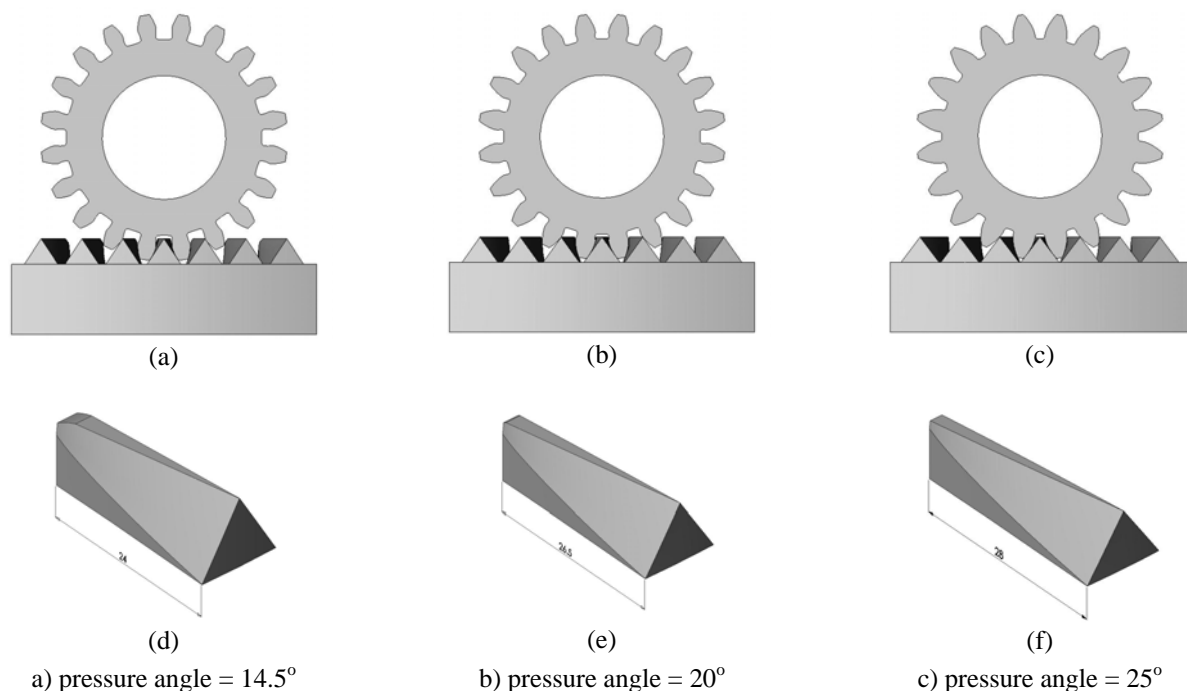 (a) (b) (c)
24 26.5 28
(d) (e) (f)
a) pressure angle = 14.5° b) pressure angle = 20° c) pressure angle = 25°